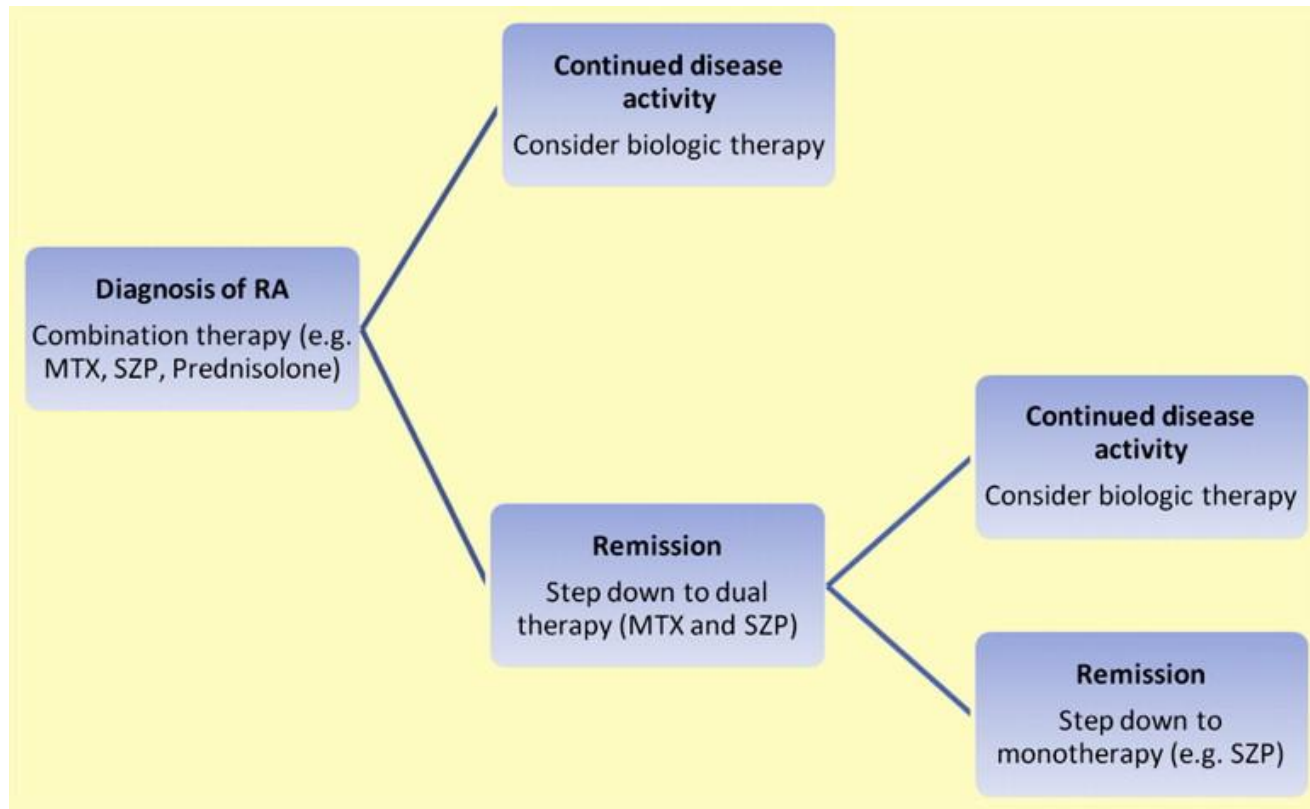 Continued disease
activity
Consider biologic therapy
Diagnosis of RA
Combination therapy (e.g.
MTX, SZP, Prednisolone)
Continued disease
activity
Consider biologic therapy
Remission
Step down to dual
therapy (MTX and SZP)
Remission
Step down to
monotherapy (e.g. SZP)